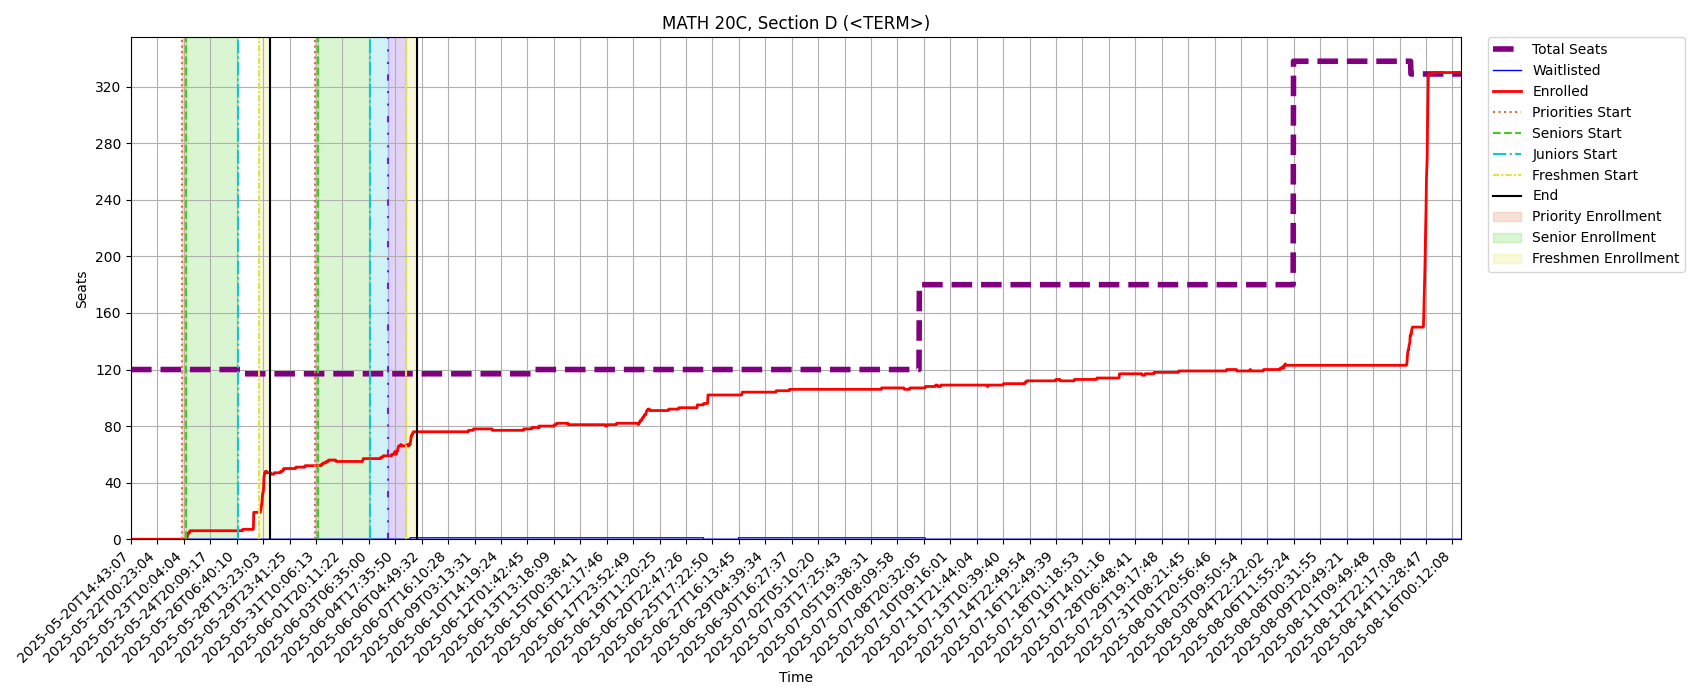 MATH 20C, Section D (<TERM>)
Seats
320
280
240
200
160
120
80
40
0
2025-05-20T14:43:07
2025-05-22T00:23:04
2025-05-23T10:04:04
2025-05-24T20:09:17
2025-05-26T06:40:10
2025-05-28T13:23:03
2025-05-29T23:41:25
2025-05-31T10:06:13
2025-06-01T20:11:22
2025-06-03T06:35:00
2025-06-04T17:35:50
2025-06-06T04:49:32
2025-06-07T16:10:28
2025-06-09T03:13:31
2025-06-10T14:19:24
2025-06-12T01:42:45
2025-06-13T13:18:09
2025-06-15T00:38:41
2025-06-16T12:17:46
2025-06-17T23:52:49
2025-06-19T11:20:25
2025-06-20T22:47:26
2025-06-25T17:22:50
2025-06-27T16:13:45
2025-06-29T04:39:34
2025-06-30T16:27:37
2025-07-02T05:10:20
2025-07-03T17:25:43
2025-07-05T19:38:31
2025-07-07T08:09:58
2025-07-08T20:32:05
2025-07-10T09:16:01
2025-07-11T21:44:04
2025-07-13T10:39:40
2025-07-14T22:49:54
2025-07-16T12:49:39
2025-07-18T01:18:53
2025-07-19T14:01:16
2025-07-28T06:48:41
2025-07-29T19:17:48
2025-07-31T08:21:45
2025-08-01T20:56:46
2025-08-03T09:50:54
2025-08-04T22:22:02
2025-08-06T11:55:24
2025-08-08T00:31:55
2025-08-09T20:49:21
2025-08-11T09:49:48
2025-08-12T22:17:08
2025-08-14T11:28:47
2025-08-16T00:12:08
Time
Total Seats
Waitlisted
Enrolled
Priorities Start
Seniors Start
Juniors Start
Freshmen Start
End
Priority Enrollment
Senior Enrollment
Freshmen Enrollment